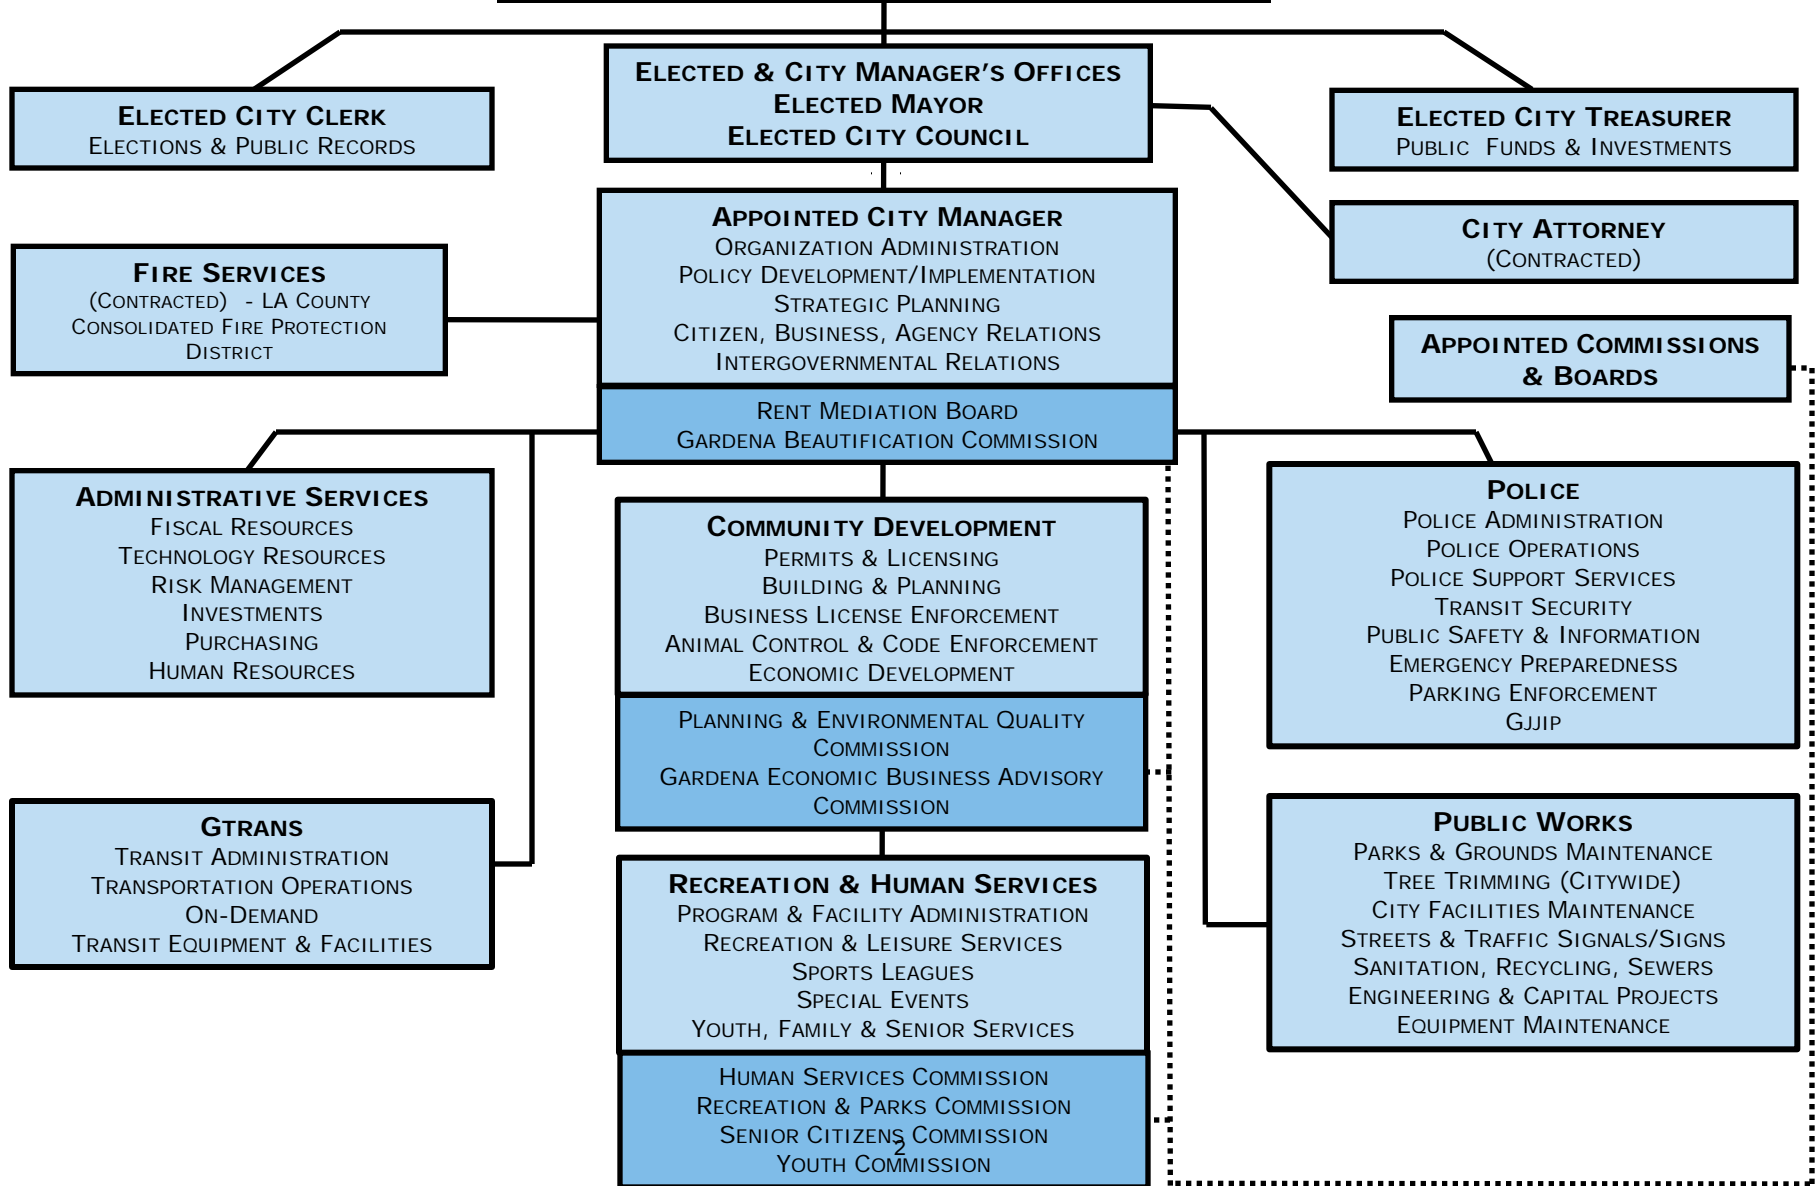 ELECTED & CITY MANAGER'S OFFICES
ELECTED MAYOR
ELECTED CITY COUNCIL
ELECTED CITY CLERK
ELECTIONS & PUBLIC RECORDS
ELECTED CITY TREASURER
PUBLIC FUNDS & INVESTMENTS
APPOINTED CITY MANAGER
ORGANIZATION ADMINISTRATION
POLICY DEVELOPMENT/IMPLEMENTATION
STRATEGIC PLANNING
CITIZEN, BUSINESS, AGENCY RELATIONS
INTERGOVERNMENTAL RELATIONS
RENT MEDIATION BOARD
GARDENA BEAUTIFICATION COMMISSION
CITY ATTORNEY
(CONTRACTED)
FIRE SERVICES
(CONTRACTED) - LA COUNTY
CONSOLIDATED FIRE PROTECTION
DISTRICT
APPOINTED COMMISSIONS
& BOARDS
ADMINISTRATIVE SERVICES
FISCAL RESOURCES
TECHNOLOGY RESOURCES
RISK MANAGEMENT
INVESTMENTS
PURCHASING
HUMAN RESOURCES
COMMUNITY DEVELOPMENT
PERMITS & LICENSING
BUILDING & PLANNING
BUSINESS LICENSE ENFORCEMENT
ANIMAL CONTROL & CODE ENFORCEMENT
ECONOMIC DEVELOPMENT
PLANNING & ENVIRONMENTAL QUALITY
COMMISSION
GARDENA ECONOMIC BUSINESS ADVISORY
COMMISSION
POLICE
POLICE ADMINISTRATION
POLICE OPERATIONS
POLICE SUPPORT SERVICES
TRANSIT SECURITY
PUBLIC SAFETY & INFORMATION
EMERGENCY PREPAREDNESS
PARKING ENFORCEMENT
GJJIP
GTRANS
TRANSIT ADMINISTRATION
TRANSPORTATION OPERATIONS
ON-DEMAND
TRANSIT EQUIPMENT & FACILITIES
RECREATION & HUMAN SERVICES
PROGRAM & FACILITY ADMINISTRATION
RECREATION & LEISURE SERVICES
SPORTS LEAGUES
SPECIAL EVENTS
YOUTH, FAMILY & SENIOR SERVICES
HUMAN SERVICES COMMISSION
RECREATION & PARKS COMMISSION
SENIOR CITIZENS COMMISSION
YOUTH COMMISSION
PUBLIC WORKS
PARKS & GROUNDS MAINTENANCE
TREE TRIMMING (CITYWIDE)
CITY FACILITIES MAINTENANCE
STREETS & TRAFFIC SIGNALS/SIGNS
SANITATION, RECYCLING, SEWERS
ENGINEERING & CAPITAL PROJECTS
EQUIPMENT MAINTENANCE
2